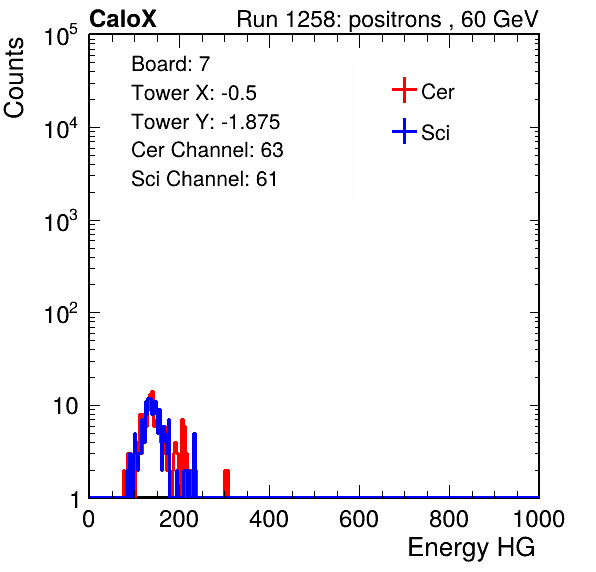 CaloX Run 1258: positrons , 60 GeV
Counts
Board: 7
Tower X: -0.5
Tower Y: -1.875
Cer Channel: 63
Sci Channel: 61
Cer
Sci
10^5
10^4
10^3
10^2
10
1
0 200 400 600 800 1000
Energy HG